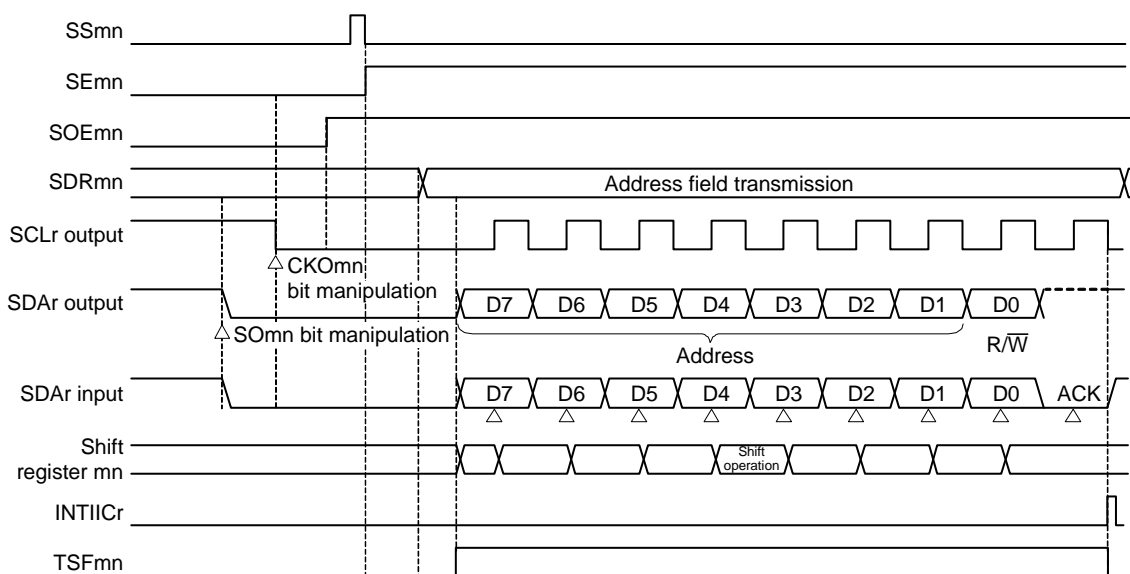 SSmn
SEmn
SOEmn
SDRmn
Address field transmission
SCLr output
CKOmn
bit manipulation
SDAr output
D7 D6 D5 D4 D3 D2 D1 D0
SOmn bit manipulation
Address
R/W̅
SDAr input
D7 D6 D5 D4 D3 D2 D1 D0 ACK
Shift
register mn
Shift
operation
INTIICr
TSFmn